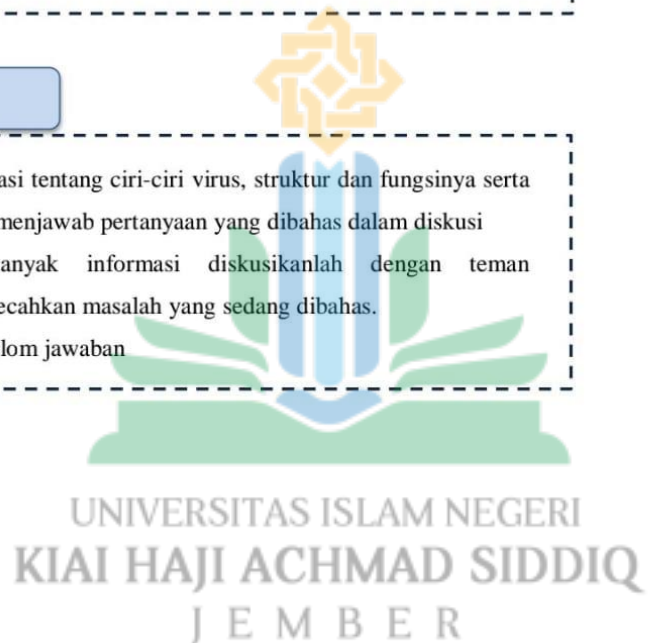 asi tentang ciri-ciri virus, struktur dan fungsinya serta
menjawab pertanyaan yang dibahas dalam diskusi
anyak informasi diskusikanlah dengan teman
ecahkan masalah yang sedang dibahas.
lom jawaban
UNIVERSITAS ISLAM NEGERI
KIAI HAJI ACHMAD SIDDIQ
JEMBER